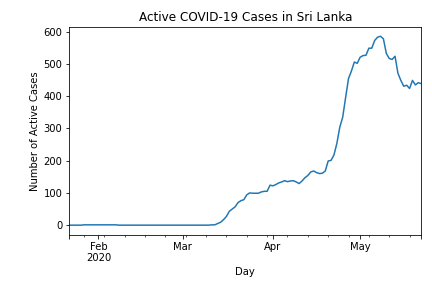 Active COVID-19 Cases in Sri Lanka
Number of Active Cases
600
500
400
300
200
100
0
Feb Mar Apr May
2020
Day